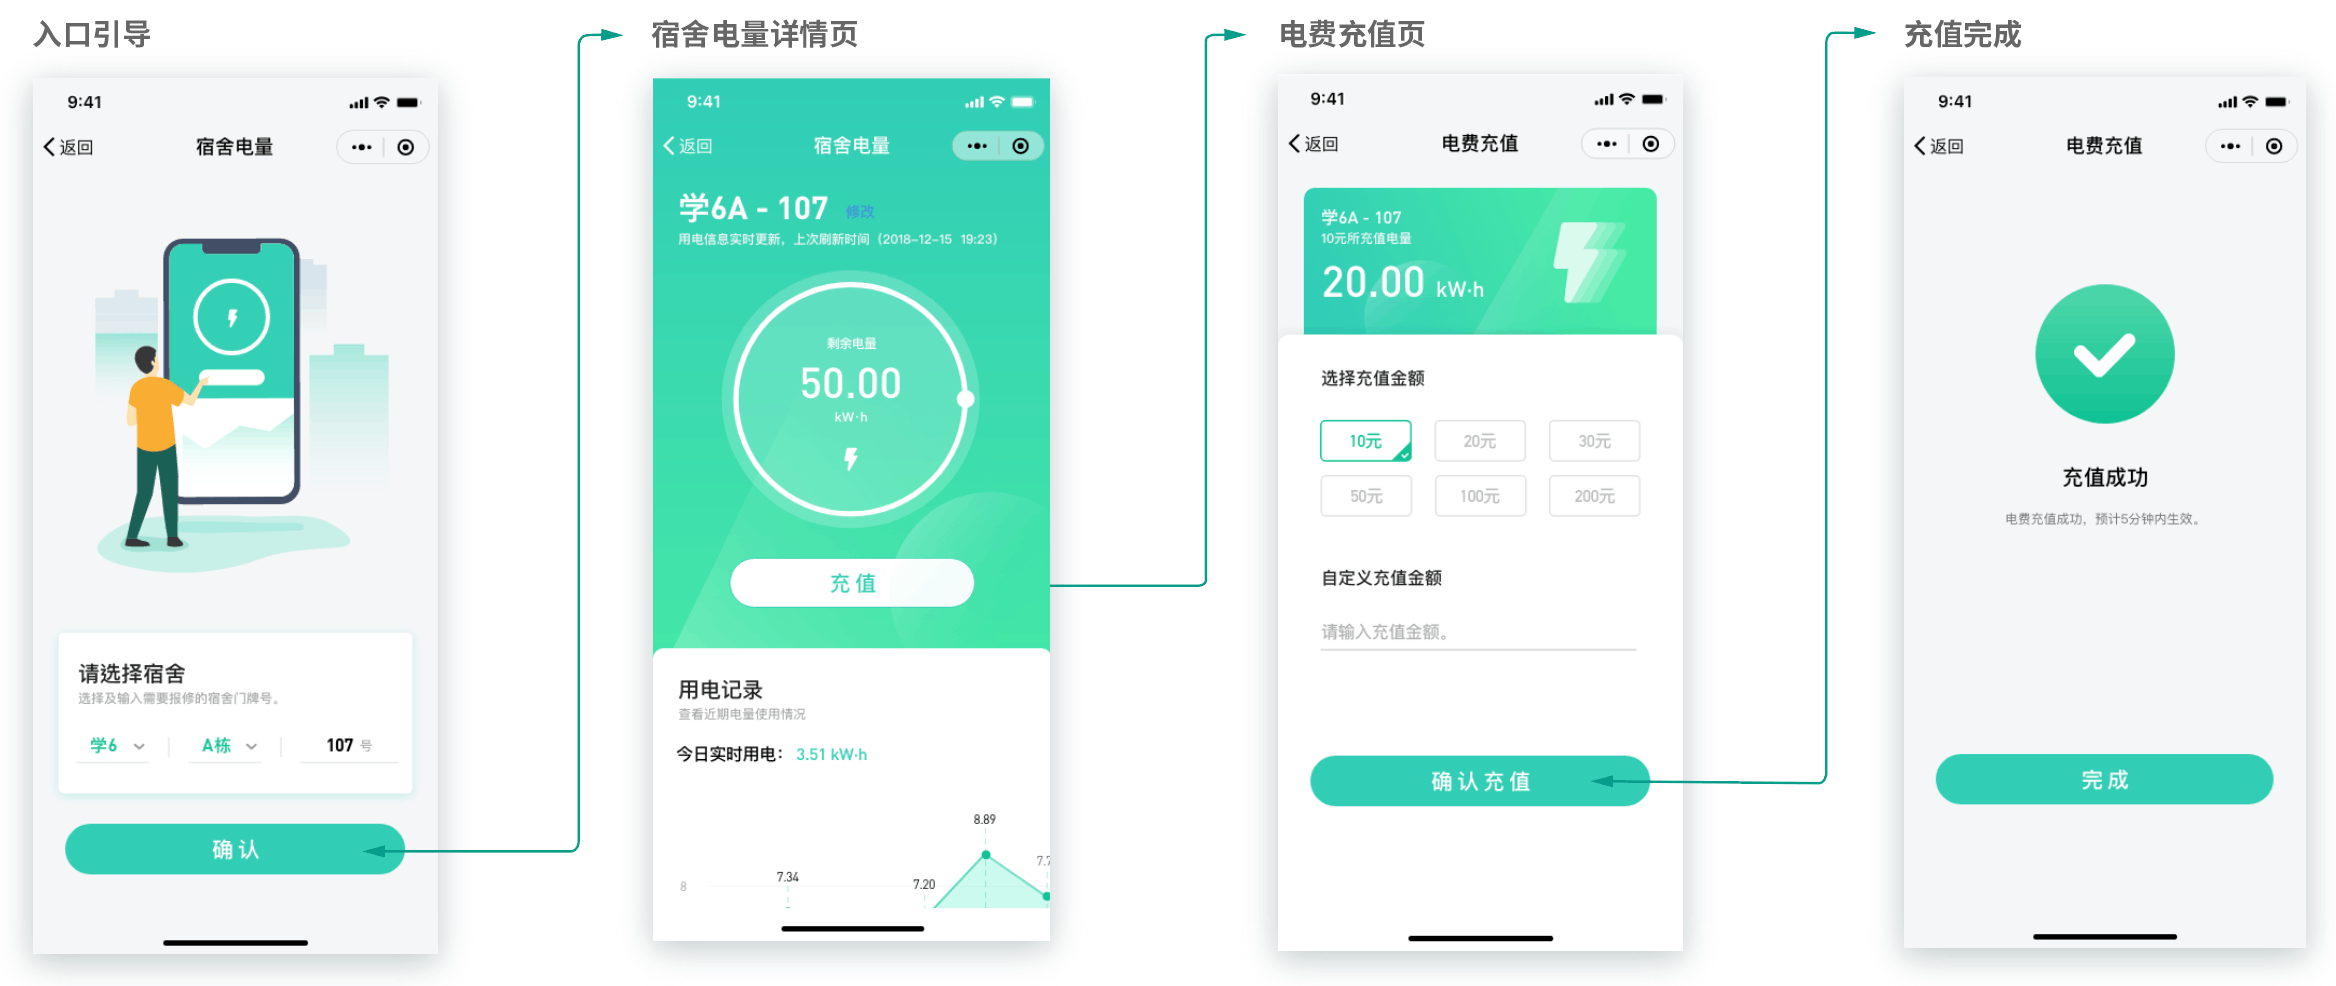 入口引导
9:41
返回
宿舍电量
请选择宿舍
选择及输入需要报修的宿舍门牌号。
学6 A栋 107 号
确认
宿舍电量详情页
9:41
返回
宿舍电量
学6A - 107 修改
用电信息实时更新，上次刷新时间（2018-12-15 19:23）
剩余电量
50.00
kW·h
充值
用电记录
查看近期电量使用情况
今日实时用电： 3.51 kW·h
8.89
7.7
7.34
7.20
8
电费充值页
9:41
返回
电费充值
学6A - 107
10元所充值电量
20.00 kW·h
选择充值金额
10元 20元 30元
50元 100元 200元
自定义充值金额
请输入充值金额。
确认充值
充值完成
9:41
返回
电费充值
充值成功
电费充值成功，预计5分钟内生效。
完成